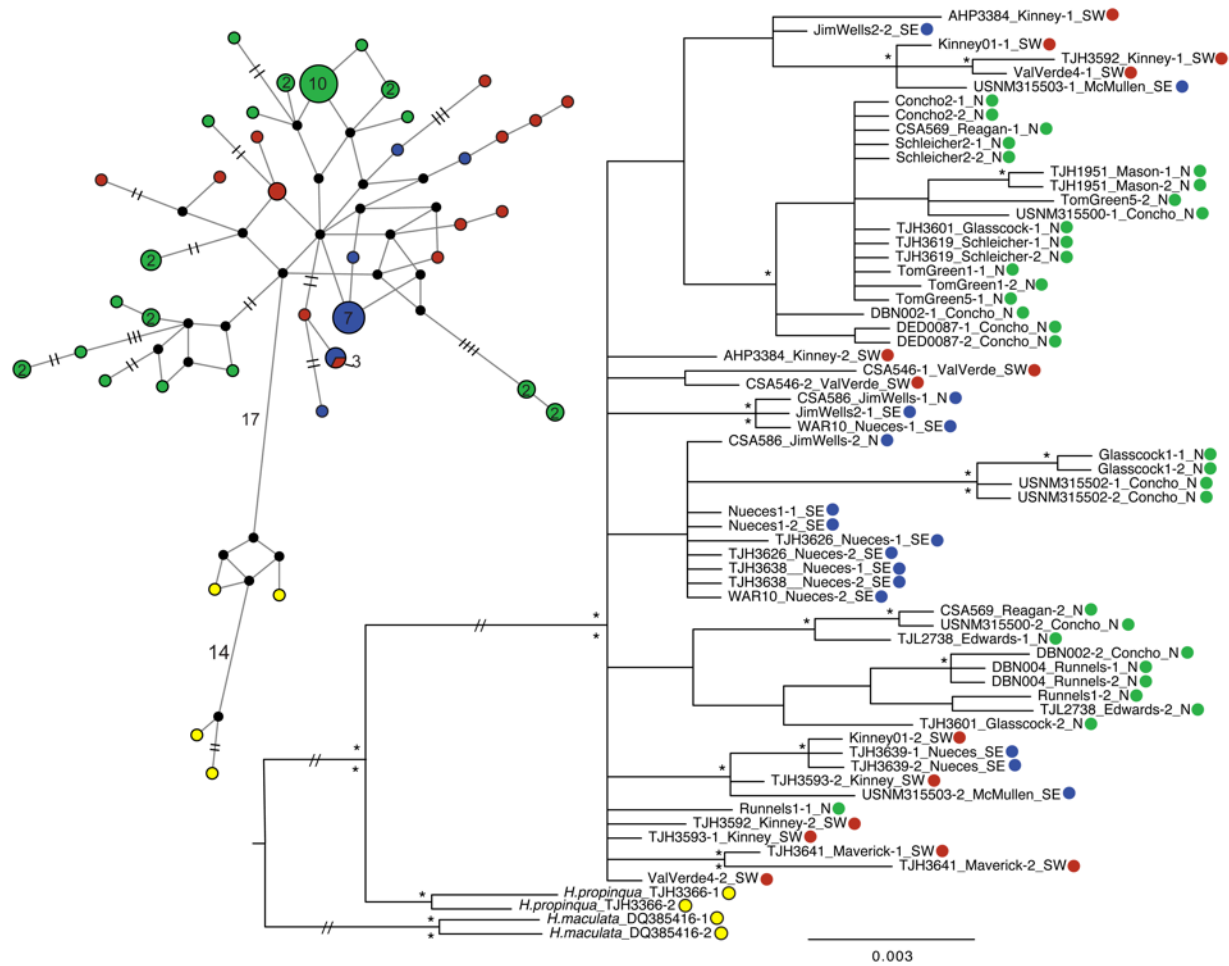 2
10
2
2
2
7
3
2
2
2
17
14
AHP3384_Kinney-1_SW
JimWells2-2_SE
Kinney01-1_SW
TJH3592_Kinney-1_SW
ValVerde4-1_SW
USNM315503-1_McMullen_SE
Concho2-1_N
Concho2-2_N
CSA569_Reagan-1_N
Schleicher2-1_N
Schleicher2-2_N
TJH1951_Mason-1_N
TJH1951_Mason-2_N
TomGreen5-2_N
USNM315500-1_Concho_N
TJH3601_Glasscock-1_N
TJH3619_Schleicher-1_N
TJH3619_Schleicher-2_N
TomGreen1-1_N
TomGreen1-2_N
TomGreen5-1_N
DBN002-1_Concho_N
DED0087-1_Concho_N
DED0087-2_Concho_N
AHP3384_Kinney-2_SW
CSA546-1_ValVerde_SW
CSA546-2_ValVerde_SW
CSA586_JimWells-1_N
JimWells2-1_SE
WAR10_Nueces-1_SE
CSA586_JimWells-2_N
Glasscock1-1_N
Glasscock1-2_N
USNM315502-1_Concho_N
USNM315502-2_Concho_N
Nueces1-1_SE
Nueces1-2_SE
TJH3626_Nueces-1_SE
TJH3626_Nueces-2_SE
TJH3638__Nueces-1_SE
TJH3638__Nueces-2_SE
WAR10_Nueces-2_SE
CSA569_Reagan-2_N
USNM315500-2_Concho_N
TJL2738_Edwards-1_N
DBN002-2_Concho_N
DBN004_Runnels-1_N
DBN004_Runnels-2_N
Runnels1-2_N
TJL2738_Edwards-2_N
TJH3601_Glasscock-2_N
Kinney01-2_SW
TJH3639-1_Nueces_SE
TJH3639-2_Nueces_SE
TJH3593-2_Kinney_SW
USNM315503-2_McMullen_SE
Runnels1-1_N
TJH3592_Kinney-2_SW
TJH3593-1_Kinney_SW
TJH3641_Maverick-1_SW
TJH3641_Maverick-2_SW
ValVerde4-2_SW
H.propinqua_TJH3366-1
H.propinqua_TJH3366-2
H.maculata_DQ385416-1
H.maculata_DQ385416-2
0.003